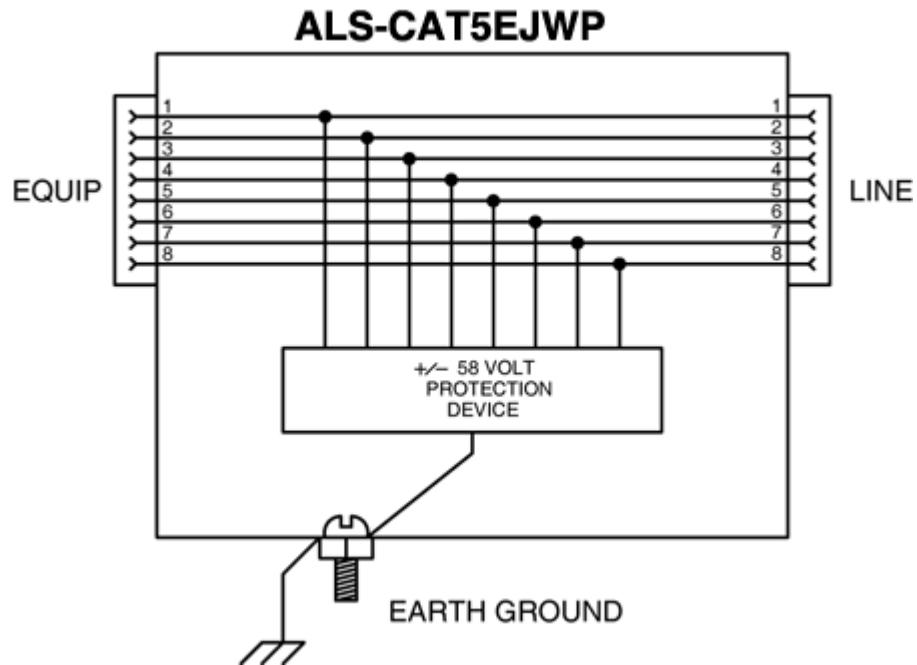 ALS-CAT5EJWP
1 1
2 2
3 3
4 4
EQUIP 5 5 LINE
6 6
7 7
8 8
+/− 58 VOLT
PROTECTION
DEVICE
EARTH GROUND